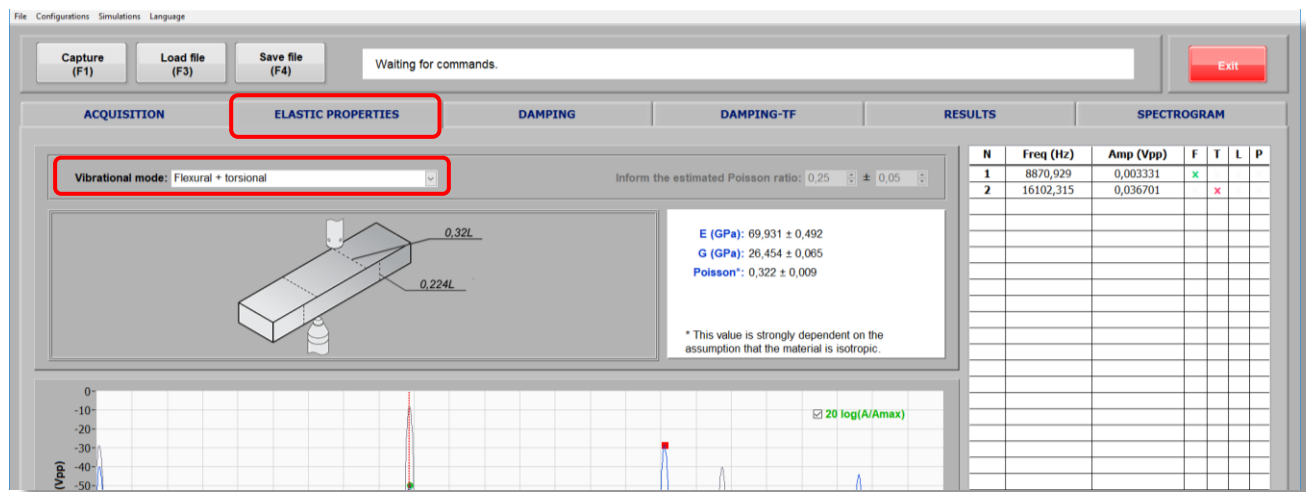 File Configurations Simulations Language
Capture (F1)
Load file (F3)
Save file (F4)
Waiting for commands.
Exit
ACQUISITION ELASTIC PROPERTIES DAMPING DAMPING-TF RESULTS SPECTROGRAM
Vibrational mode: Flexural + torsional
Inform the estimated Poisson ratio: 0,25 ± 0,05
0,32L
0,224L
E (GPa): 69,931 ± 0,492
G (GPa): 26,454 ± 0,065
Poisson*: 0,322 ± 0,009
* This value is strongly dependent on the
assumption that the material is isotropic.
N Freq (Hz) Amp (Vpp) F T L P
1 8870,929 0,003331 x
2 16102,315 0,036701 x
20 log(A/Amax)
0
-10
-20
-30
-40
-50
(Vpp)